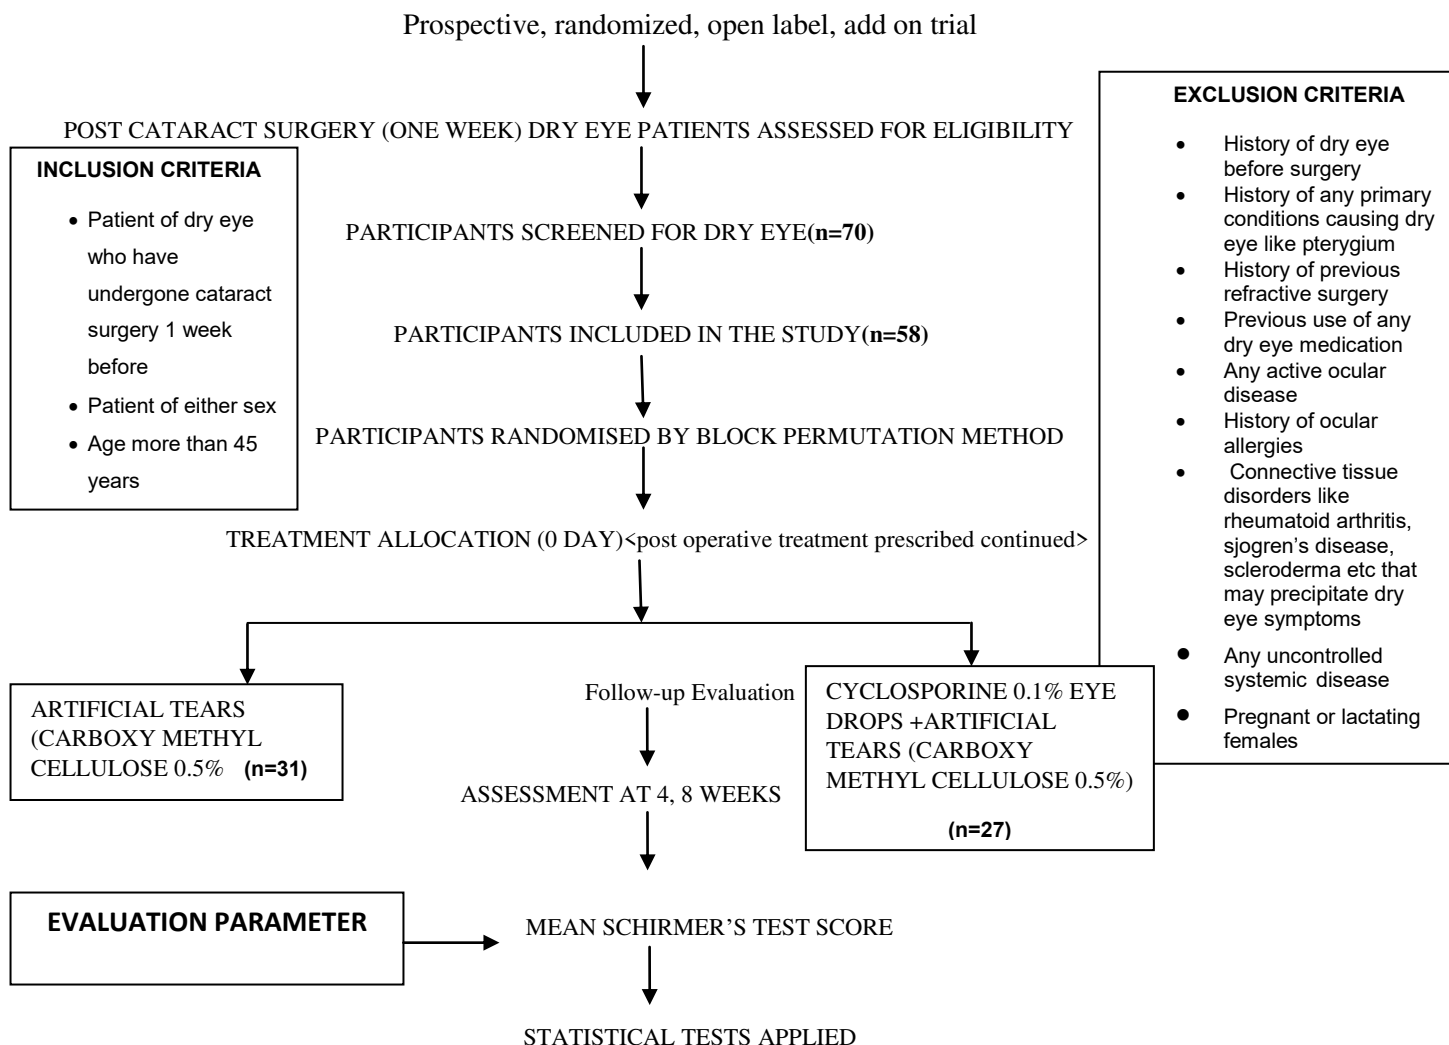 Prospective, randomized, open label, add on trial
POST CATARACT SURGERY (ONE WEEK) DRY EYE PATIENTS ASSESSED FOR ELIGIBILITY
INCLUSION CRITERIA
• Patient of dry eye
who have
undergone cataract
surgery 1 week
before
• Patient of either sex
• Age more than 45
years
PARTICIPANTS SCREENED FOR DRY EYE(n=70)
PARTICIPANTS INCLUDED IN THE STUDY(n=58)
PARTICIPANTS RANDOMISED BY BLOCK PERMUTATION METHOD
TREATMENT ALLOCATION (0 DAY)<post operative treatment prescribed continued>
EXCLUSION CRITERIA
• History of dry eye
before surgery
• History of any primary
conditions causing dry
eye like pterygium
• History of previous
refractive surgery
• Previous use of any
dry eye medication
• Any active ocular
disease
• History of ocular
allergies
• Connective tissue
disorders like
rheumatoid arthritis,
sjogren’s disease,
scleroderma etc that
may precipitate dry
eye symptoms
• Any uncontrolled
systemic disease
• Pregnant or lactating
females
ARTIFICIAL TEARS
(CARBOXY METHYL
CELLULOSE 0.5% (n=31)
Follow-up Evaluation
CYCLOSPORINE 0.1% EYE
DROPS +ARTIFICIAL
TEARS (CARBOXY
METHYL CELLULOSE 0.5%)
(n=27)
ASSESSMENT AT 4, 8 WEEKS
EVALUATION PARAMETER
MEAN SCHIRMER’S TEST SCORE
STATISTICAL TESTS APPLIED